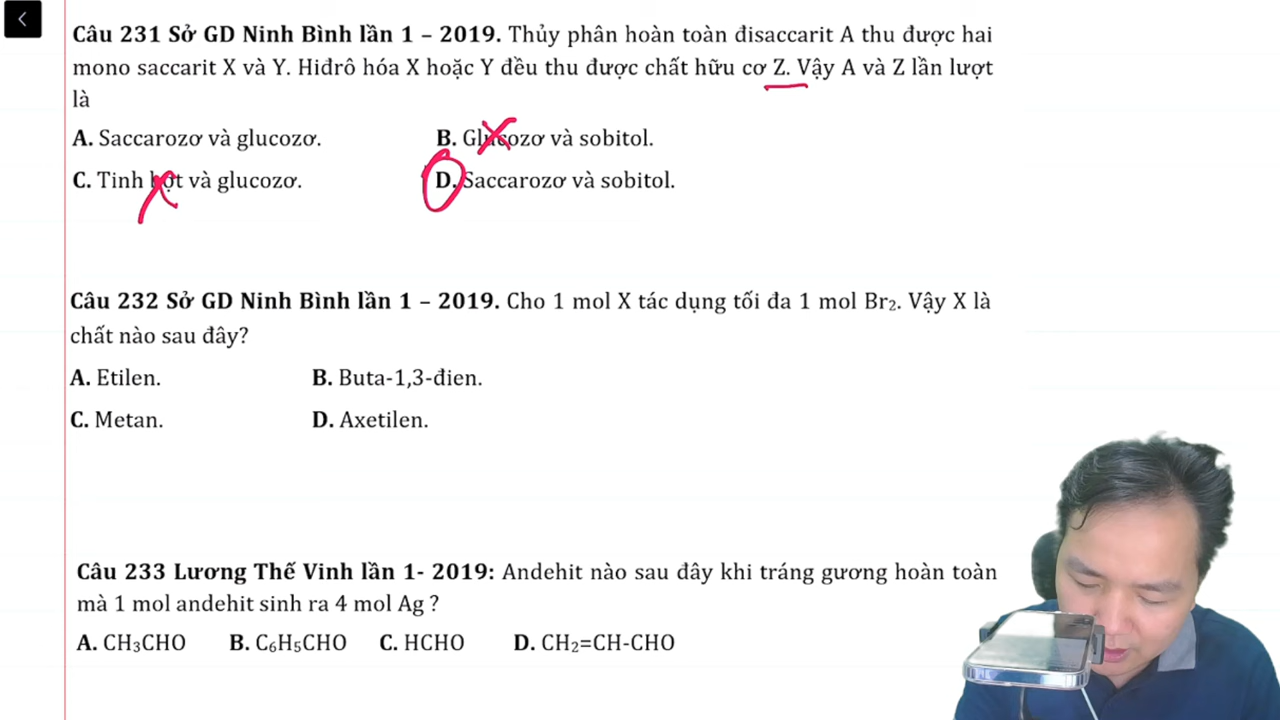 Câu 231 Sở GD Ninh Bình lần 1 – 2019. Thủy phân hoàn toàn đisaccarit A thu được hai
mono saccarit X và Y. Hiđrô hóa X hoặc Y đều thu được chất hữu cơ Z. Vậy A và Z lần lượt
là
A. Saccarozơ và glucozơ. B. Glucozơ và sobitol.
C. Tinh bột và glucozơ. D. Saccarozơ và sobitol.
Câu 232 Sở GD Ninh Bình lần 1 – 2019. Cho 1 mol X tác dụng tối đa 1 mol Br₂. Vậy X là
chất nào sau đây?
A. Etilen. B. Buta-1,3-đien.
C. Metan. D. Axetilen.
Câu 233 Lương Thế Vinh lần 1- 2019: Andehit nào sau đây khi tráng gương hoàn toàn
mà 1 mol andehit sinh ra 4 mol Ag ?
A. CH₃CHO B. C₆H₅CHO C. HCHO D. CH₂=CH-CHO